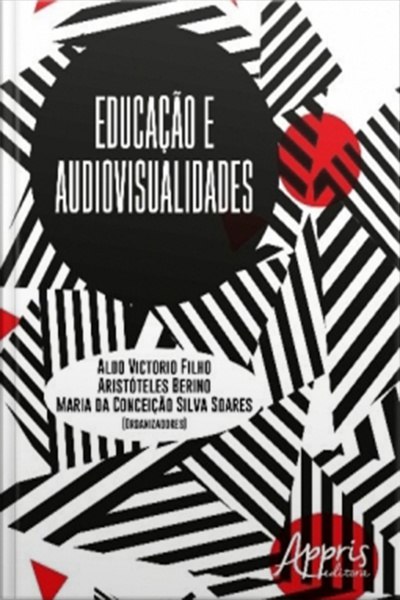 EDUCAÇÃO E
AUDIOVISUALIDADES
ALDO VICTORIO FILHO
ARISTÓTELES BERINO
MARIA DA CONCEIÇÃO SILVA SOARES
(ORGANIZADORES)
Appris
editora